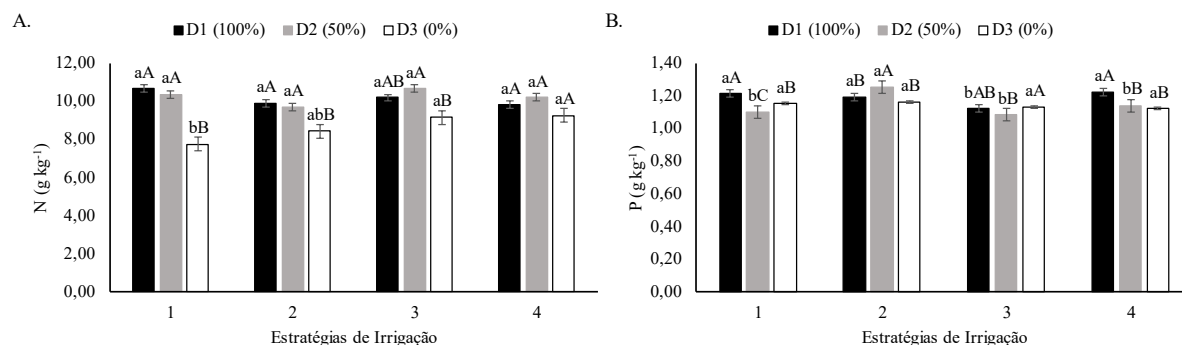 A.
D1 (100%) D2 (50%) D3 (0%)
12,00
10,00
8,00
6,00
4,00
2,00
0,00
N (g kg⁻¹)
aA aA bB
aA aA abB
aAB aA aB
aA aA aA
1 2 3 4
Estratégias de Irrigação
B.
D1 (100%) D2 (50%) D3 (0%)
1,40
1,20
1,00
0,80
0,60
0,40
0,20
0,00
P (g kg⁻¹)
aA bC aB
aB aA aB
bAB bB aA
aA bB aB
1 2 3 4
Estratégias de Irrigação